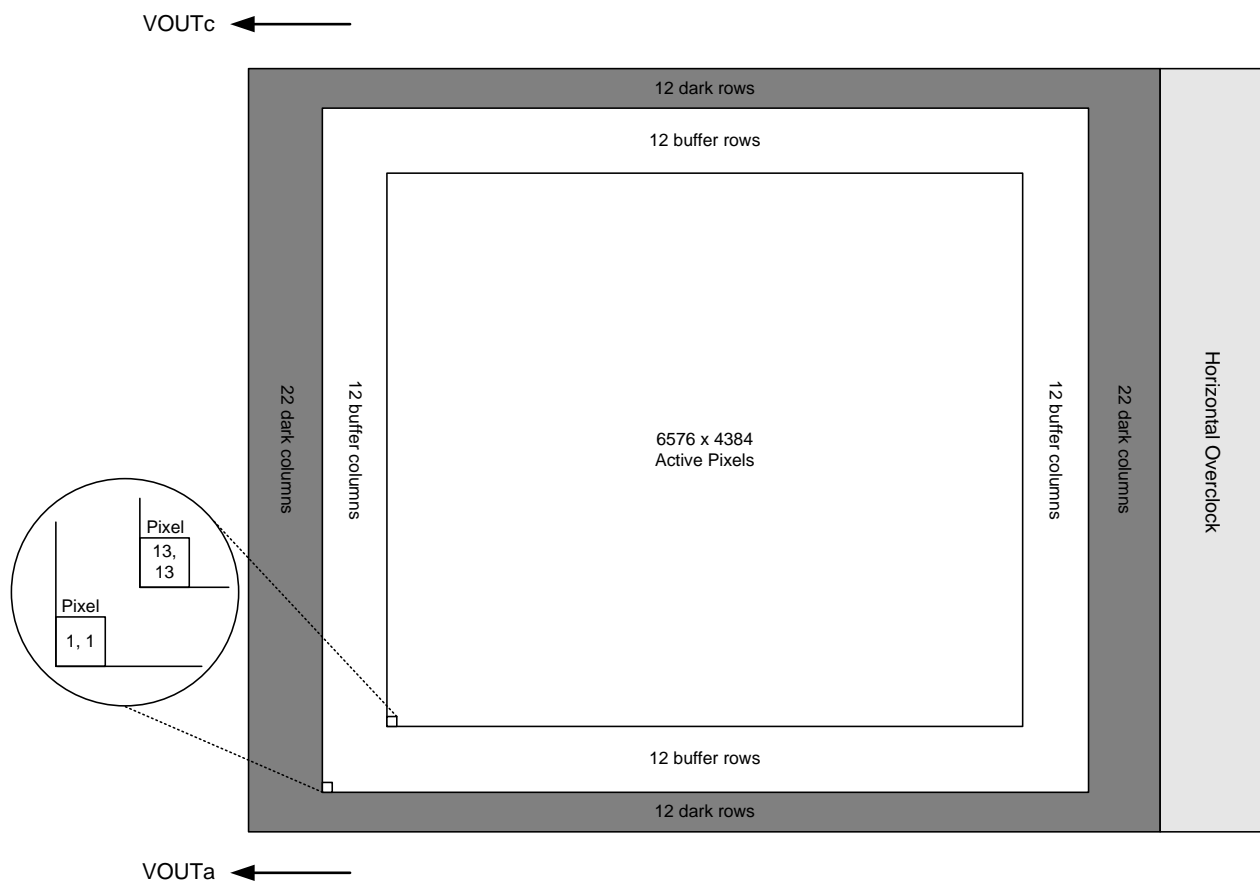 VOUTc
12 dark rows
12 buffer rows
22 dark columns
12 buffer columns
6576 x 4384
Active Pixels
12 buffer columns
22 dark columns
Horizontal Overclock
Pixel
13,
13
Pixel
1, 1
12 buffer rows
12 dark rows
VOUTa